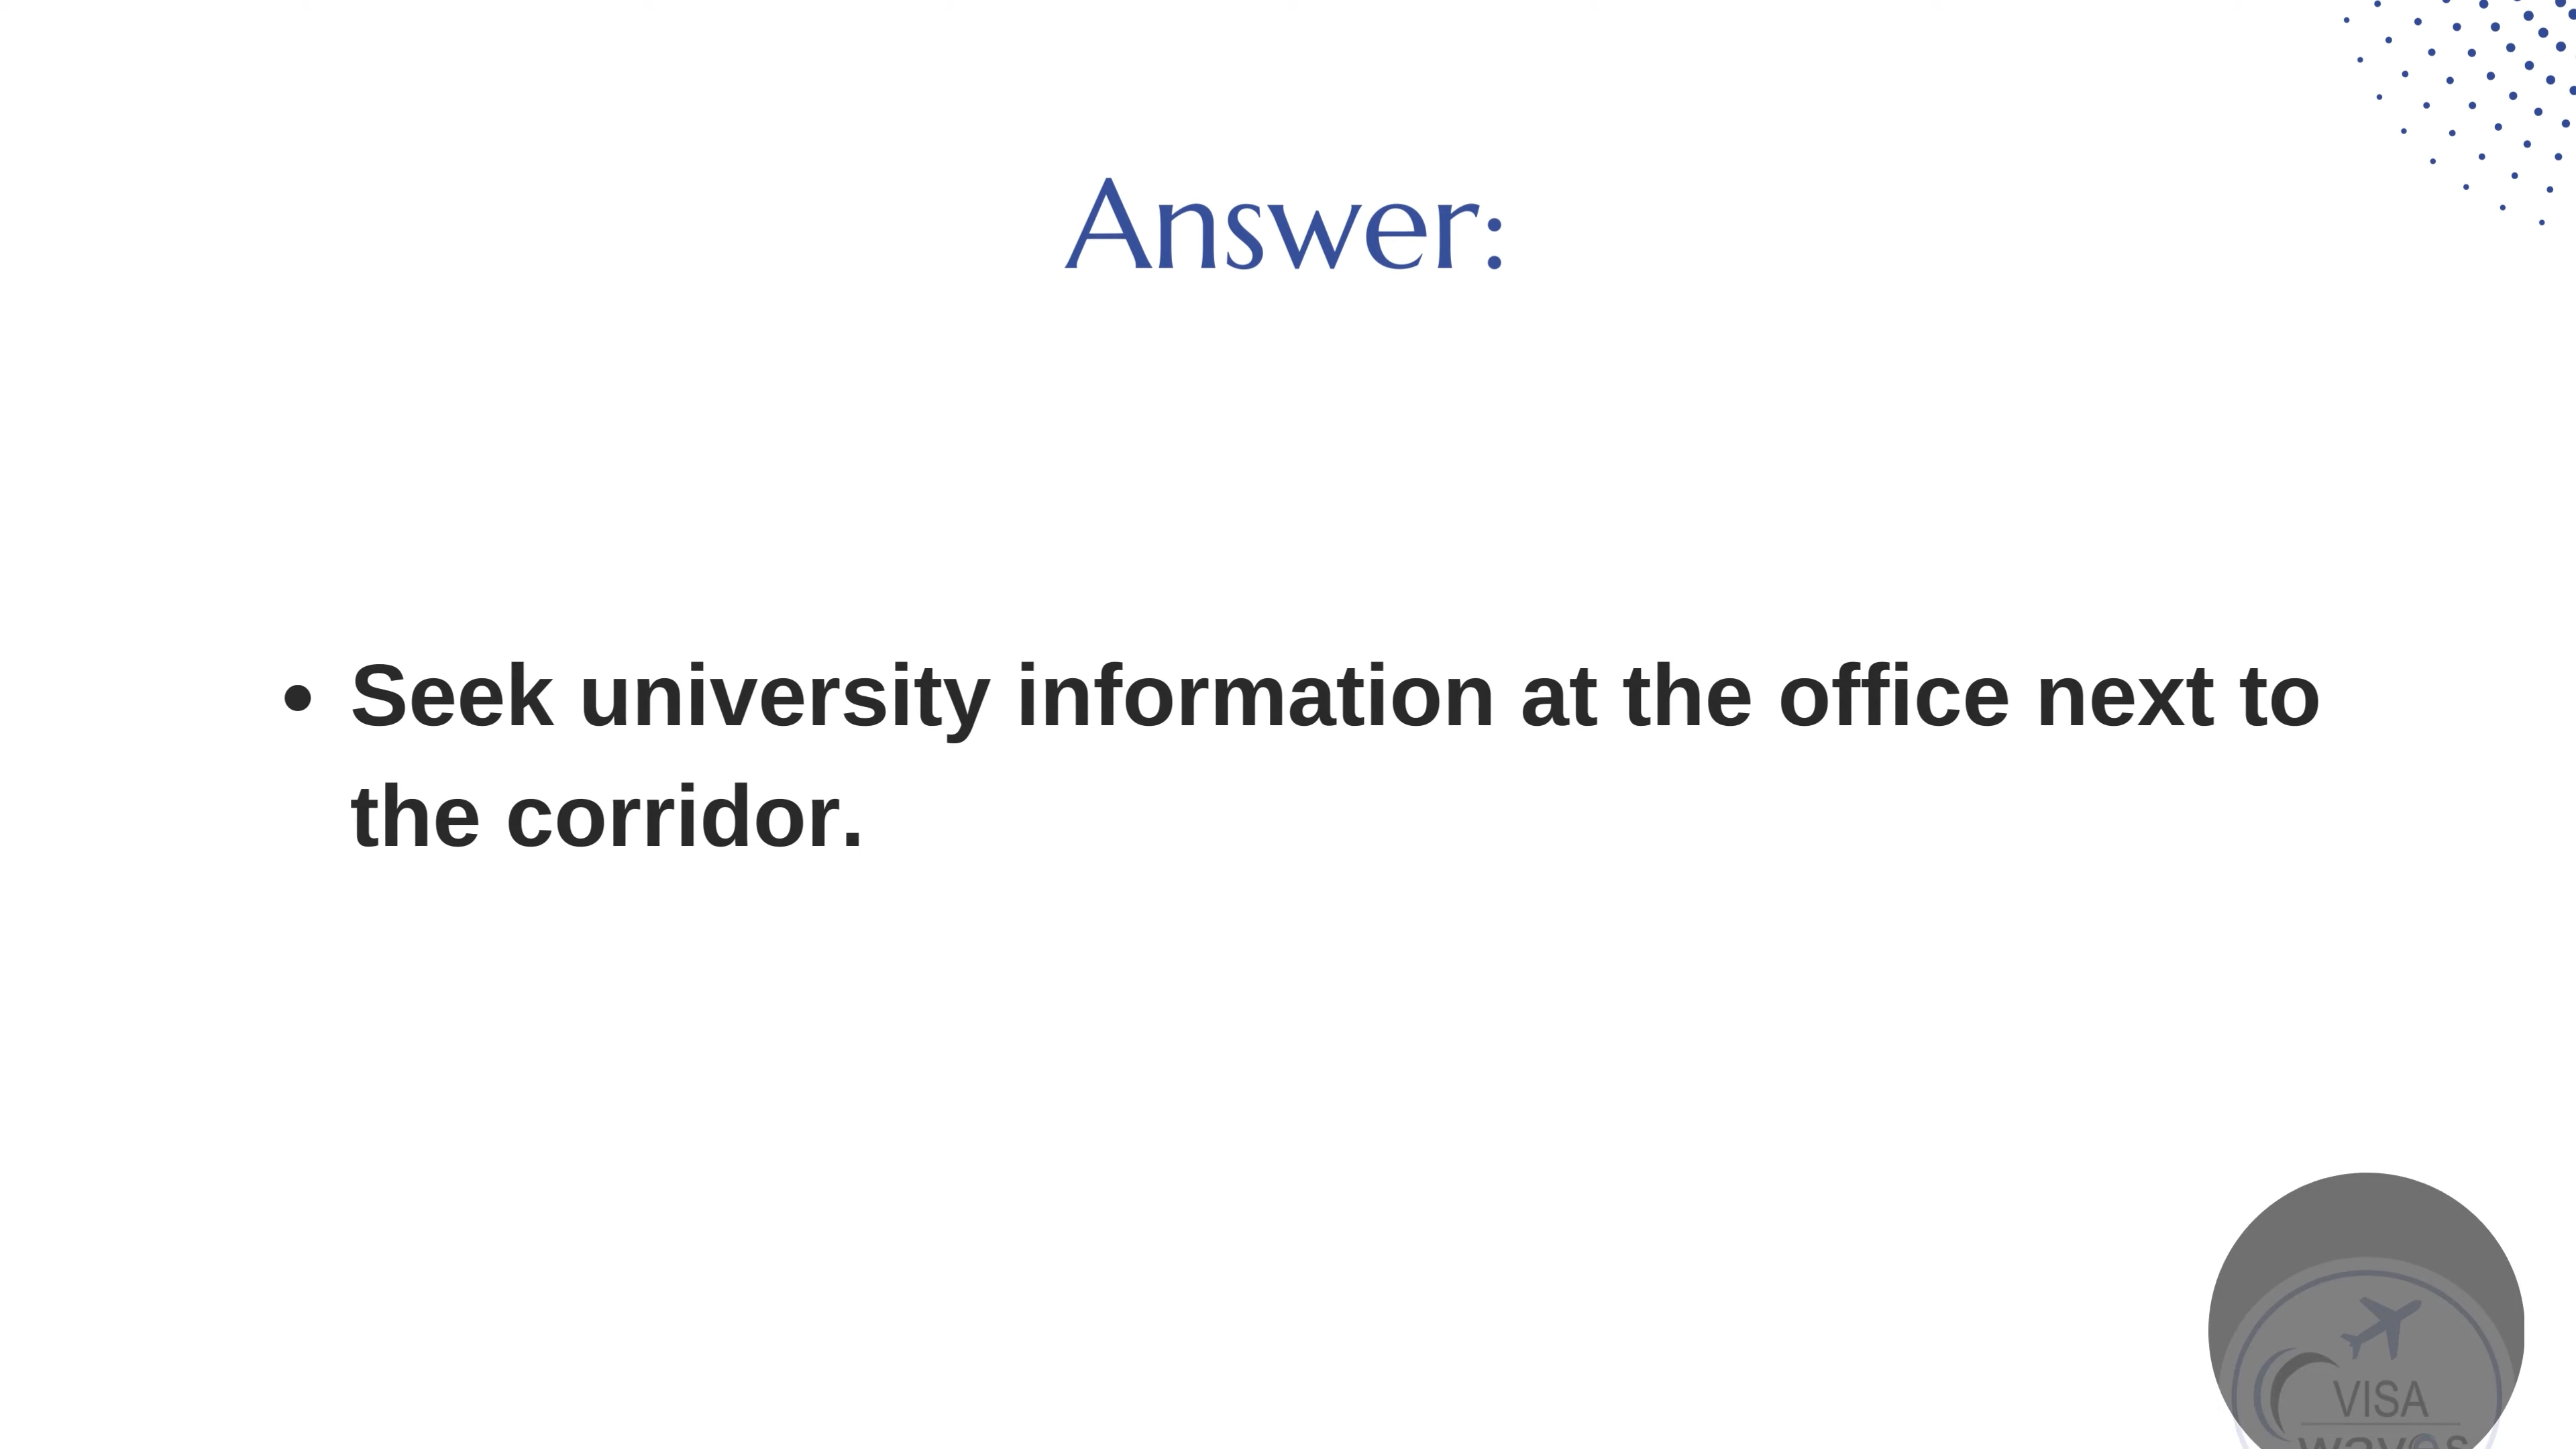 Answer:
• Seek university information at the office next to
the corridor.
VISA
waves